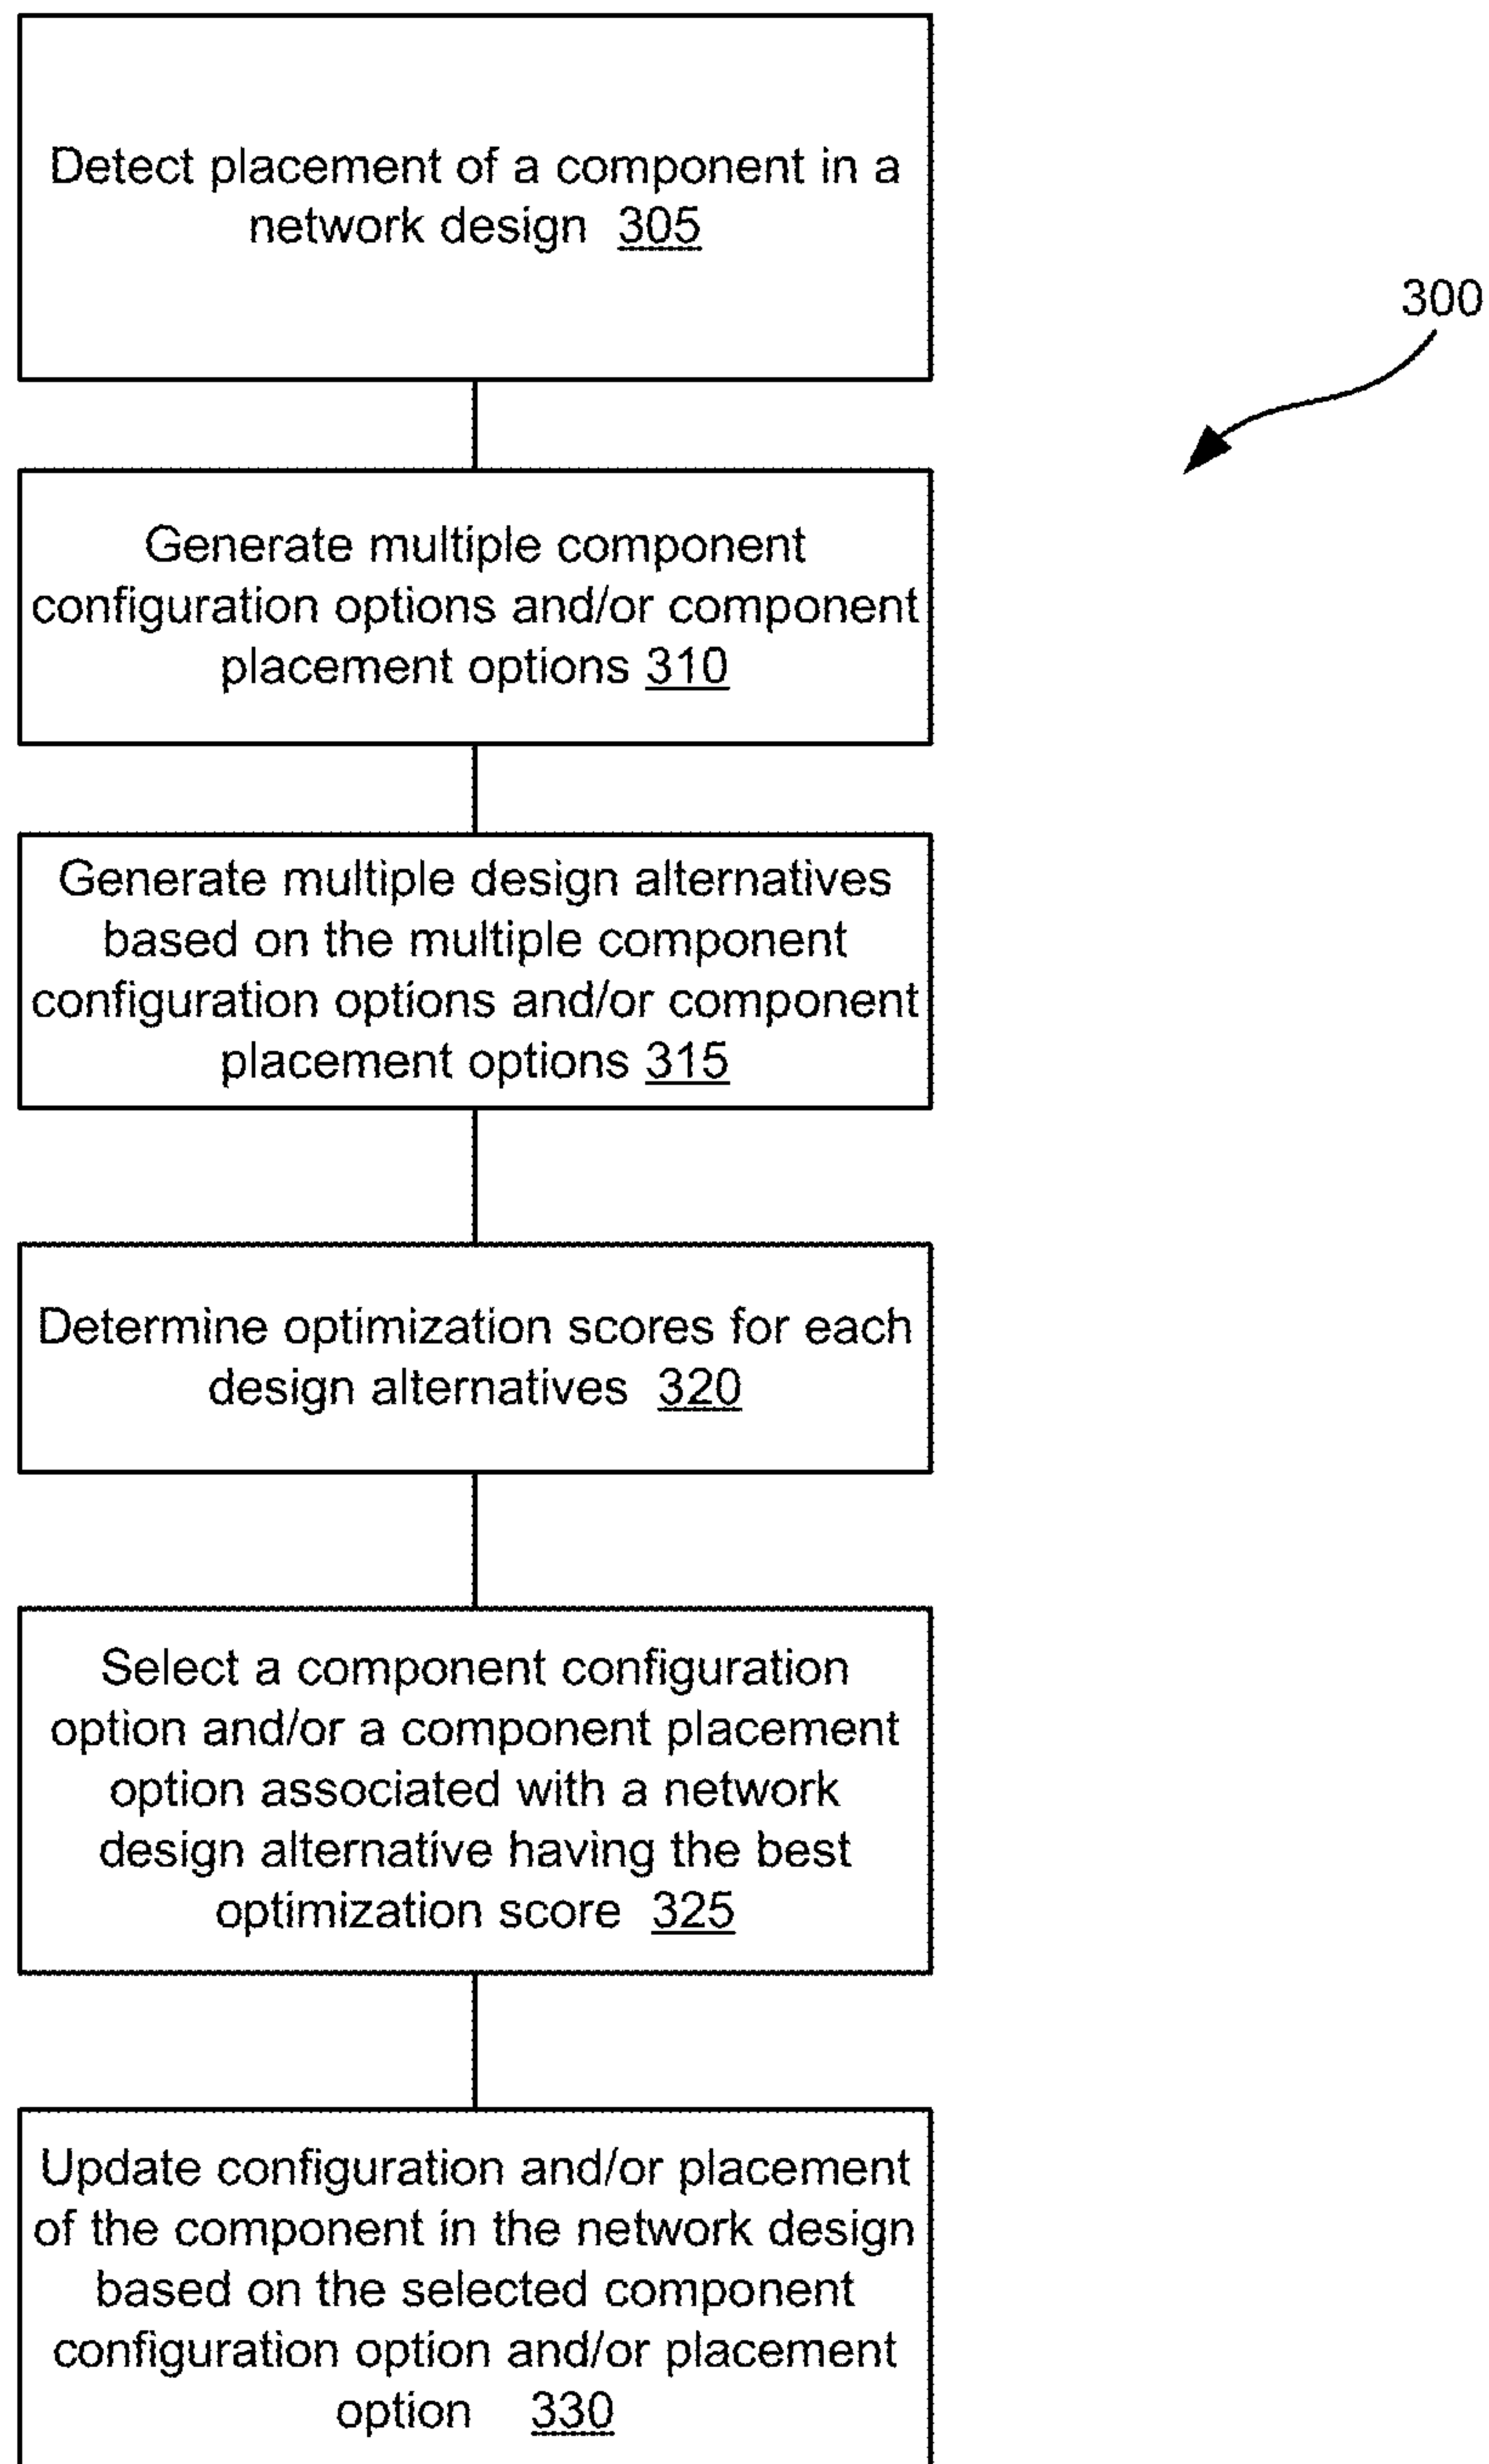 Detect placement of a component in a
network design 305
300
Generate multiple component
configuration options and/or component
placement options 310
Generate multiple design alternatives
based on the multiple component
configuration options and/or component
placement options 315
Determine optimization scores for each
design alternatives 320
Select a component configuration
option and/or a component placement
option associated with a network
design alternative having the best
optimization score 325
Update configuration and/or placement
of the component in the network design
based on the selected component
configuration option and/or placement
option 330